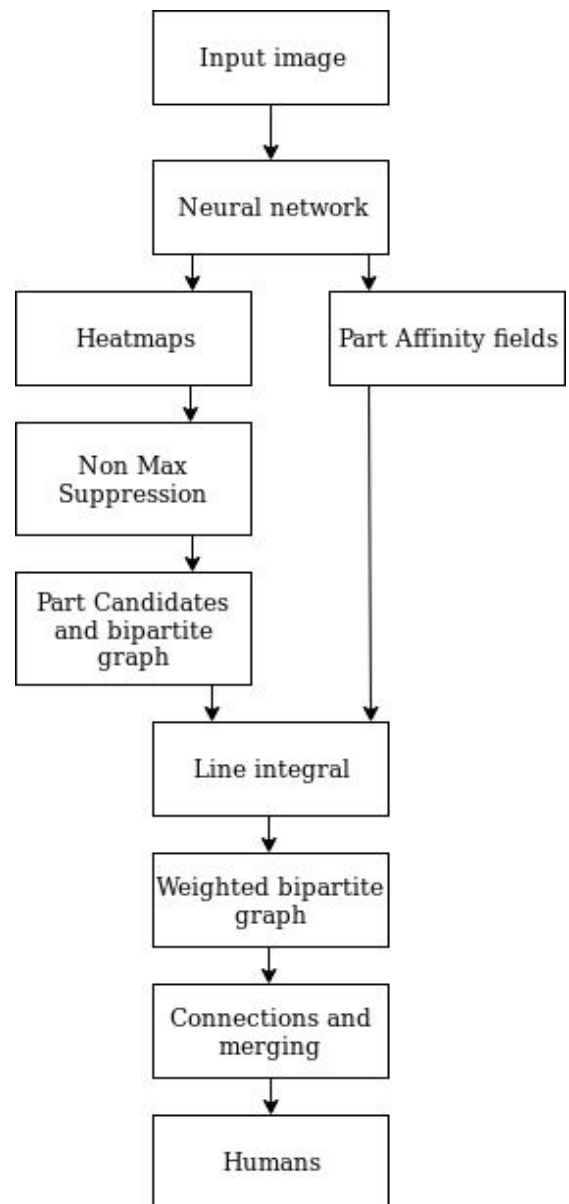 Input image
Neural network
Heatmaps
Part Affinity fields
Non Max
Suppression
Part Candidates
and bipartite
graph
Line integral
Weighted bipartite
graph
Connections and
merging
Humans